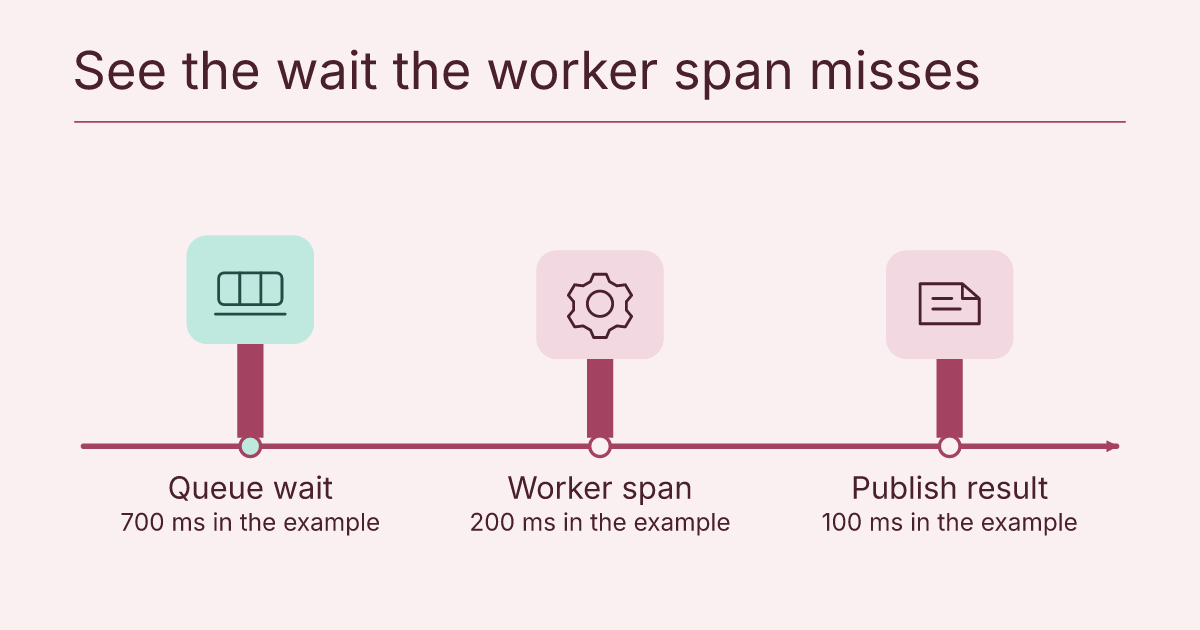 See the wait the worker span misses
Queue wait
700 ms in the example
Worker span
200 ms in the example
Publish result
100 ms in the example